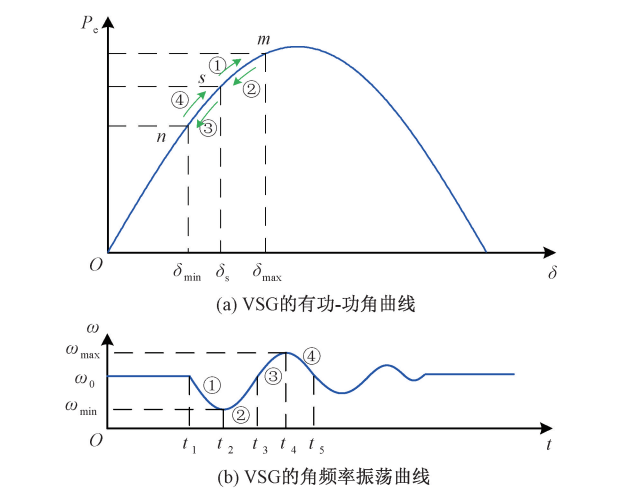 Pe
m
①
s
②
④
③
n
O
δmin
δs
δmax
δ
(a) VSG的有功-功角曲线
ω
ωmax
④
ω0
①
③
ωmin
②
O
t1
t2
t3
t4
t5
t
(b) VSG的角频率振荡曲线